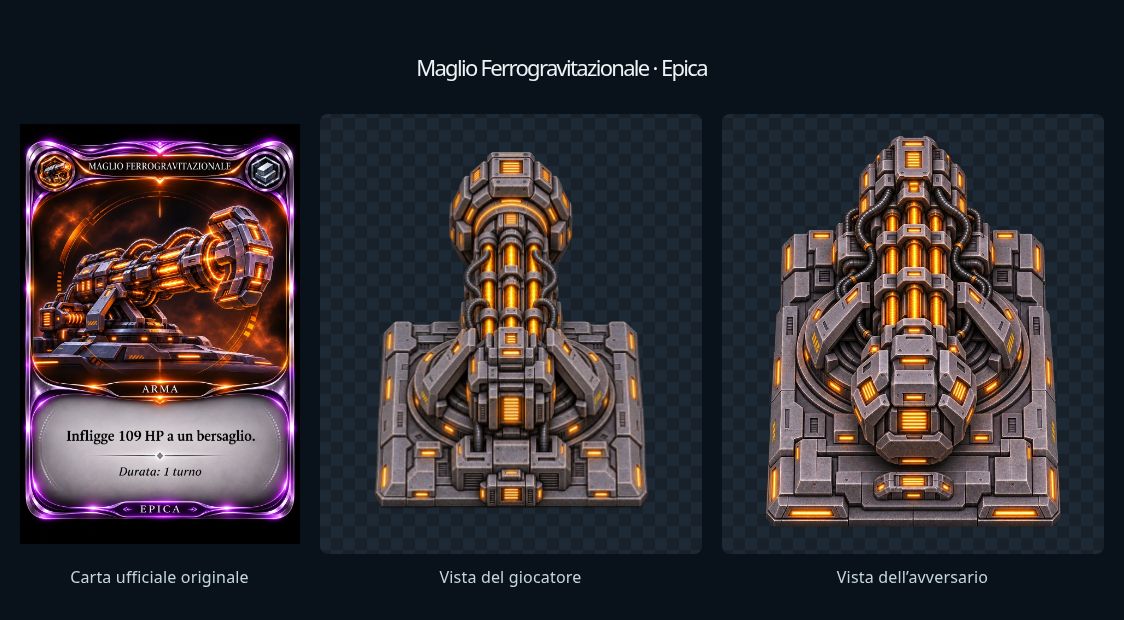 Maglio Ferrogravitazionale · Epica
MAGLIO FERROGRAVITAZIONALE
ARMA
Infligge 109 HP a un bersaglio.
Durata: 1 turno
EPICA
Carta ufficiale originale
Vista del giocatore
Vista dell’avversario